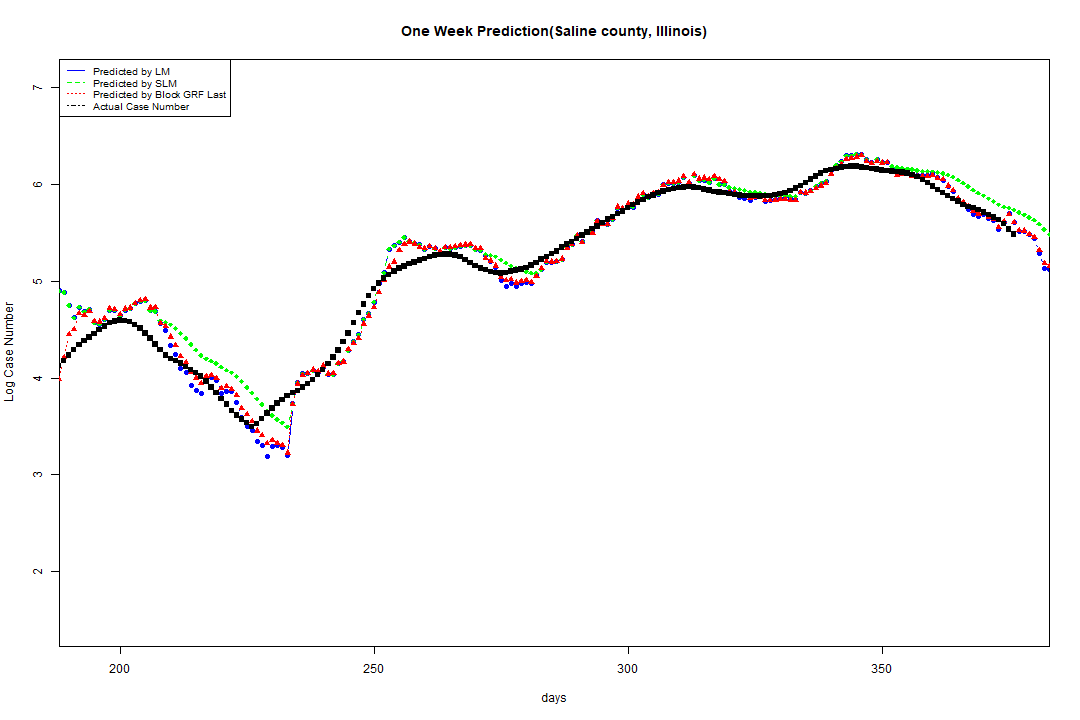 One Week Prediction(Saline county, Illinois)
Predicted by LM
Predicted by SLM
Predicted by Block GRF Last
Actual Case Number
7
6
5
4
3
2
Log Case Number
200 250 300 350
days